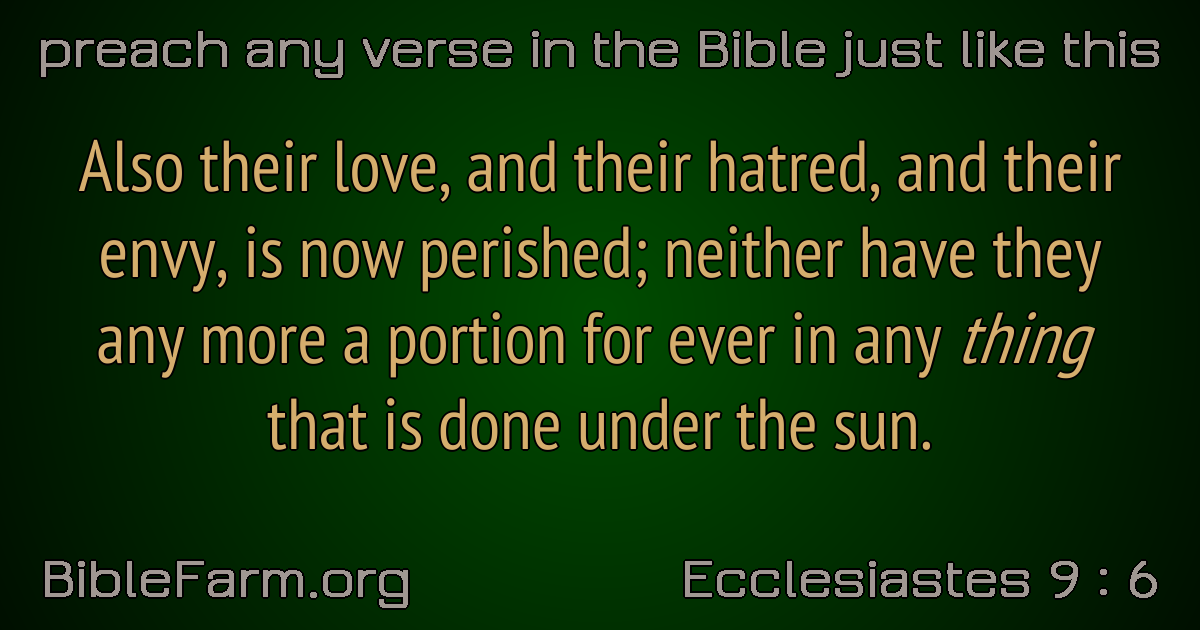 preach any verse in the Bible just like this
Also their love, and their hatred, and their
envy, is now perished; neither have they
any more a portion for ever in any thing
that is done under the sun.
BibleFarm.org
Ecclesiastes 9 : 6